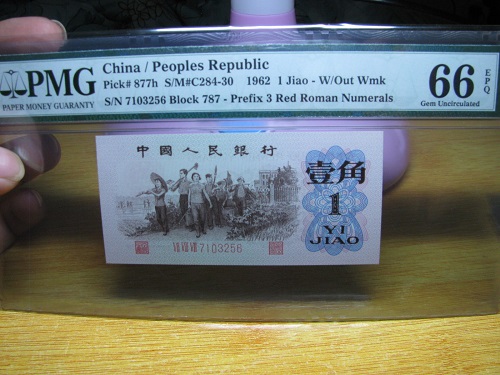 PMG
PAPER MONEY GUARANTY
China / Peoples Republic
Pick# 877h S/M#C284-30 1962 1 Jiao - W/Out Wmk
S/N 7103256 Block 787 - Prefix 3 Red Roman Numerals
66 EPQ
Gem Uncirculated
中国人民银行
壹角
1
YI
JIAO
7103256